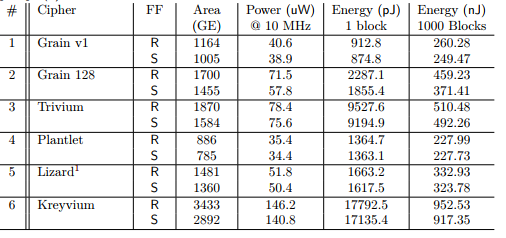 # Cipher FF Area Power (uW) Energy (pJ) Energy (nJ)
(GE) @ 10 MHz 1 block 1000 Blocks
1 Grain v1 R 1164 40.6 912.8 260.28
S 1005 38.9 874.8 249.47
2 Grain 128 R 1700 71.5 2287.1 459.23
S 1455 57.8 1855.4 371.41
3 Trivium R 1870 78.4 9527.6 510.48
S 1584 75.6 9194.9 492.26
4 Plantlet R 886 35.4 1364.7 227.99
S 785 34.4 1363.1 227.73
5 Lizard¹ R 1481 51.8 1663.2 332.93
S 1360 50.4 1617.5 323.78
6 Kreyvium R 3433 146.2 17792.5 952.53
S 2892 140.8 17135.4 917.35